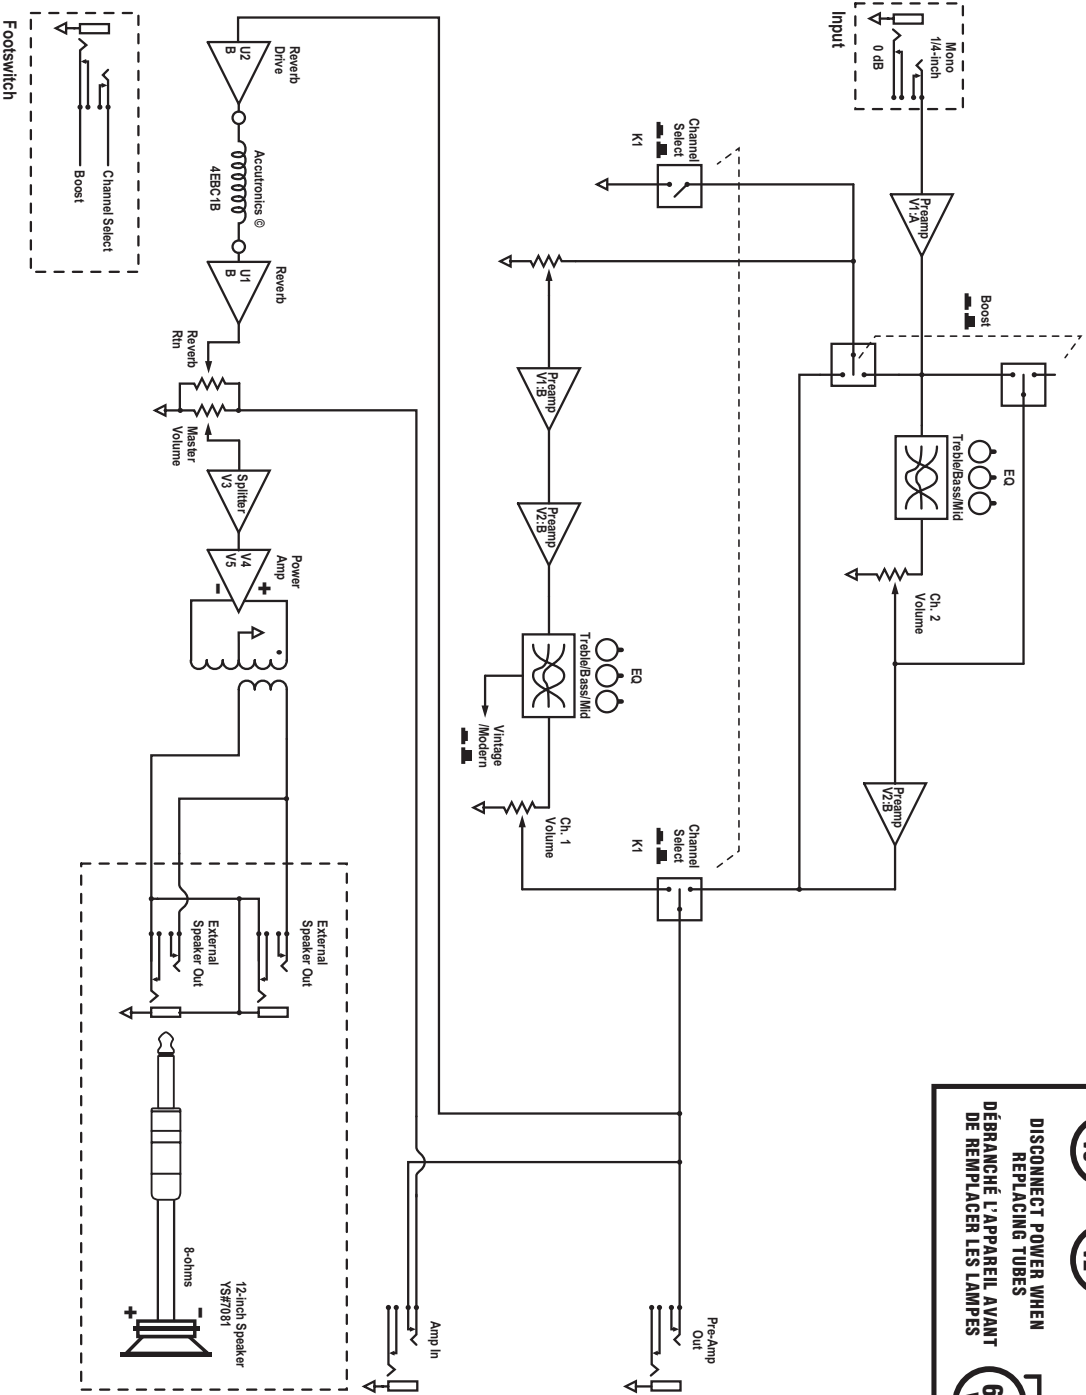 Input
Mono
1/4-inch
0 dB
Preamp
V1:A
Boost
EQ
Treble/Bass/Mid
Ch. 2
Volume
Preamp
V2:B
Channel
Select
K1
Preamp
V1:B
Preamp
V2:B
EQ
Treble/Bass/Mid
Vintage
/Modern
Ch. 1
Volume
Channel
Select
K1
Pre-Amp
Out
Amp In
Reverb
Drive
U2
B
Accutronics ©
4EBC1B
Reverb
U1
B
Reverb
Rtn
Master
Volume
Splitter
V3
Power
Amp
V4
V5
+
-
External
Speaker Out
External
Speaker Out
8-ohms
12-inch Speaker
YS#7081
-
+
Footswitch
Channel Select
Boost
DISCONNECT POWER WHEN
REPLACING TUBES
DÉBRANCHÉ L'APPAREIL AVANT
DE REMPLACER LES LAMPES